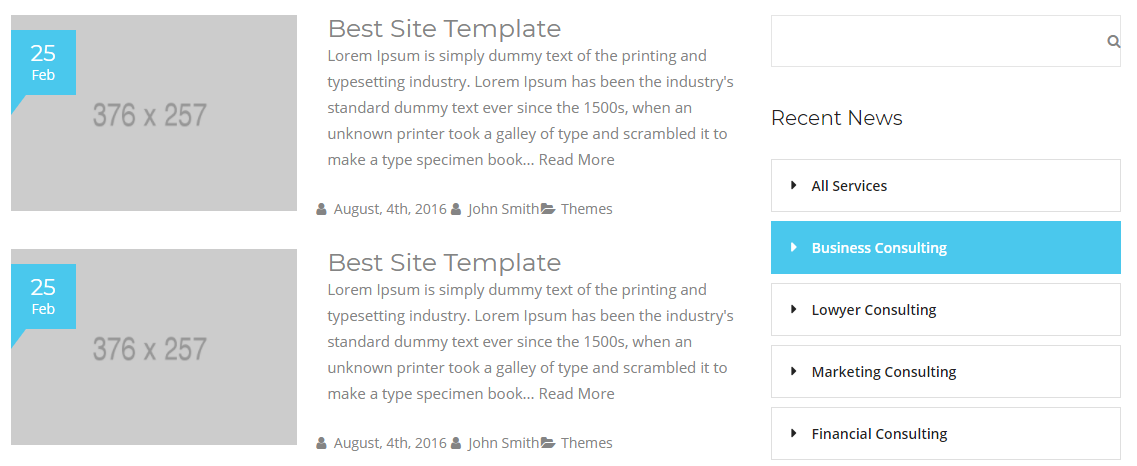 25
Feb
376 x 257
Best Site Template
Lorem Ipsum is simply dummy text of the printing and
typesetting industry. Lorem Ipsum has been the industry's
standard dummy text ever since the 1500s, when an
unknown printer took a galley of type and scrambled it to
make a type specimen book... Read More
August, 4th, 2016 John Smith Themes
25
Feb
376 x 257
Best Site Template
Lorem Ipsum is simply dummy text of the printing and
typesetting industry. Lorem Ipsum has been the industry's
standard dummy text ever since the 1500s, when an
unknown printer took a galley of type and scrambled it to
make a type specimen book... Read More
August, 4th, 2016 John Smith Themes
Recent News
All Services
Business Consulting
Lowyer Consulting
Marketing Consulting
Financial Consulting